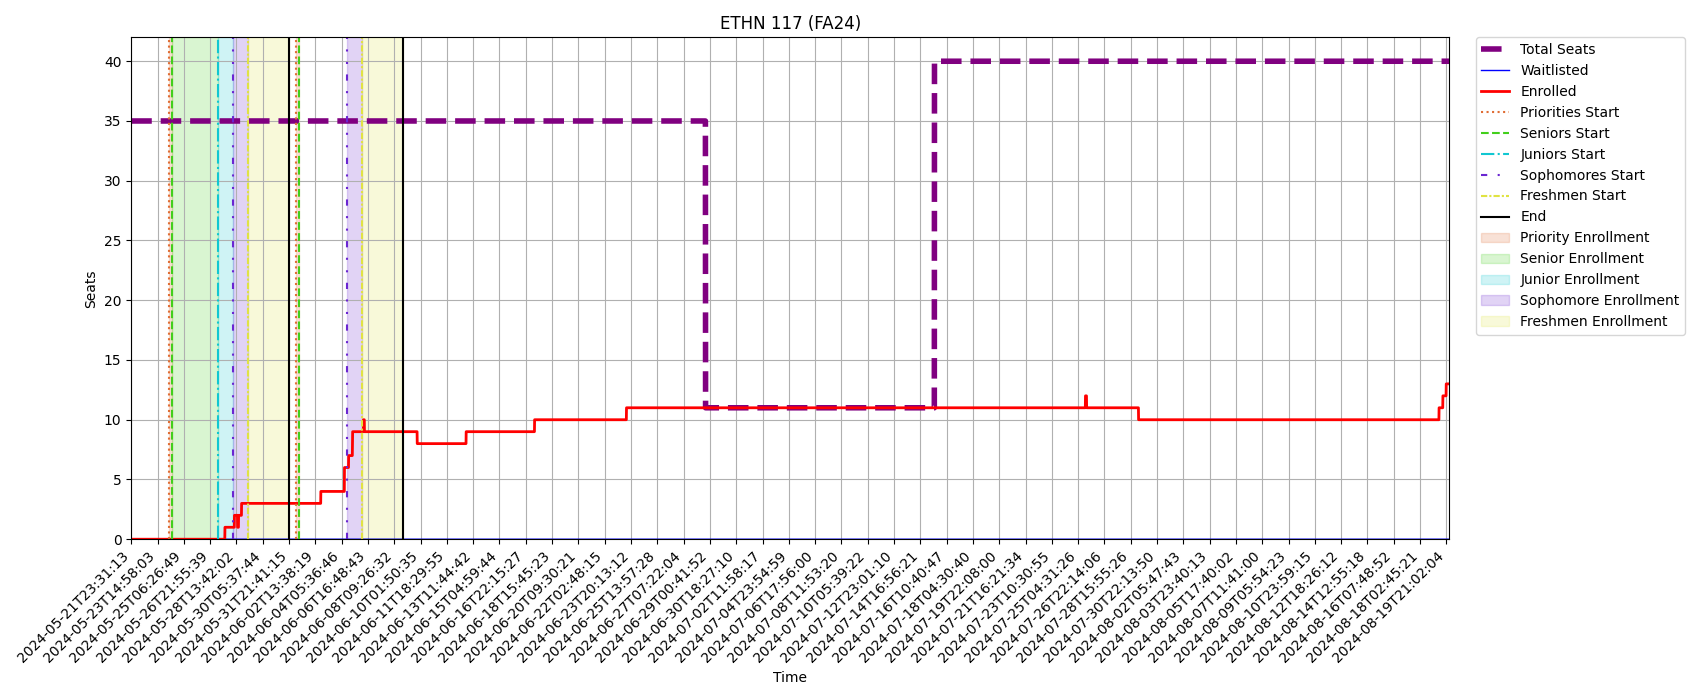 ETHN 117 (FA24)
Seats
40
35
30
25
20
15
10
5
0
2024-05-21T23:31:13
2024-05-23T14:58:03
2024-05-25T06:26:49
2024-05-26T21:55:39
2024-05-28T13:42:02
2024-05-30T05:37:44
2024-05-31T21:41:15
2024-06-02T13:38:19
2024-06-04T05:36:46
2024-06-06T16:48:43
2024-06-08T09:26:32
2024-06-10T01:50:35
2024-06-11T18:29:55
2024-06-13T11:44:42
2024-06-15T04:59:44
2024-06-16T22:15:27
2024-06-18T15:45:23
2024-06-20T09:30:21
2024-06-22T02:48:15
2024-06-23T20:13:12
2024-06-25T13:57:28
2024-06-27T07:22:04
2024-06-29T00:41:52
2024-06-30T18:27:10
2024-07-02T11:58:17
2024-07-04T23:54:59
2024-07-06T17:56:00
2024-07-08T11:53:20
2024-07-10T05:39:22
2024-07-12T23:01:10
2024-07-14T16:56:21
2024-07-16T10:40:47
2024-07-18T04:30:40
2024-07-19T22:08:00
2024-07-21T16:21:34
2024-07-23T10:30:55
2024-07-25T04:31:26
2024-07-26T22:14:06
2024-07-28T15:55:26
2024-07-30T22:13:50
2024-08-02T05:47:43
2024-08-03T23:40:13
2024-08-05T17:40:02
2024-08-07T11:41:00
2024-08-09T05:54:23
2024-08-10T23:59:15
2024-08-12T18:26:12
2024-08-14T12:55:18
2024-08-16T07:48:52
2024-08-18T02:45:21
2024-08-19T21:02:04
Time
Total Seats
Waitlisted
Enrolled
Priorities Start
Seniors Start
Juniors Start
Sophomores Start
Freshmen Start
End
Priority Enrollment
Senior Enrollment
Junior Enrollment
Sophomore Enrollment
Freshmen Enrollment